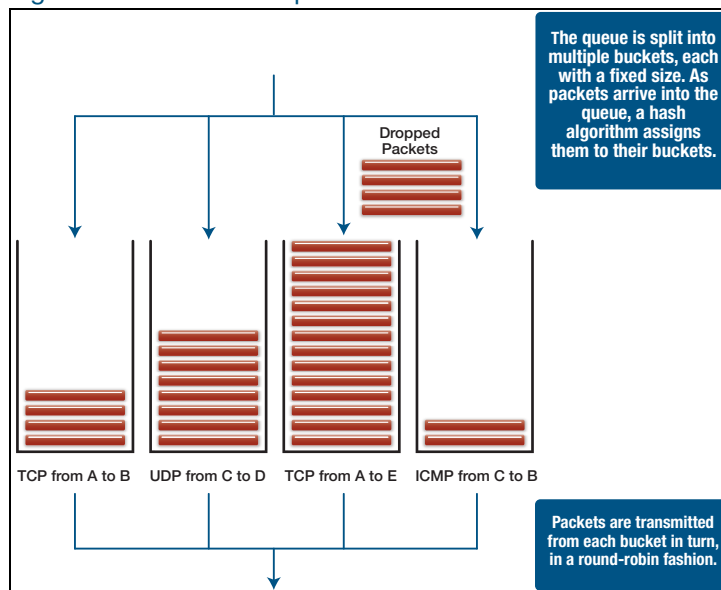 The queue is split into
multiple buckets, each
with a fixed size. As
packets arrive into the
queue, a hash
algorithm assigns
them to their buckets.
Dropped
Packets
TCP from A to B
UDP from C to D
TCP from A to E
ICMP from C to B
Packets are transmitted
from each bucket in turn,
in a round-robin fashion.